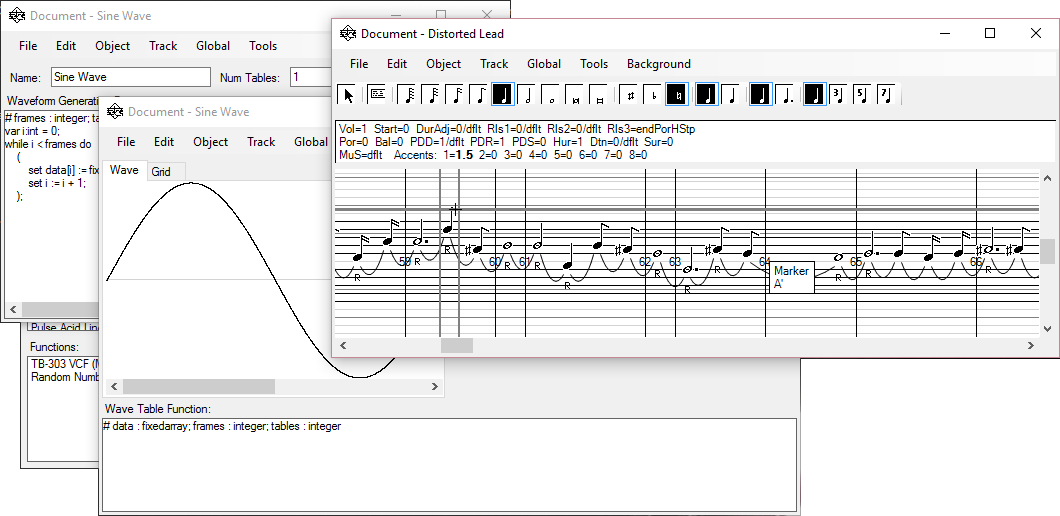 Document - Sine Wave
File Edit Object Track Global Tools
Name: Sine Wave Num Tables: 1
Waveform Generation
# frames : integer; ta
var i:int = 0;
while i < frames do
(
set data[i] := fix
set i := i + 1;
);
Pulse Acid Line
Functions:
TB-303 VCF (M
Random Numb
Document - Sine Wave
File Edit Object Track Global
Wave Grid
Wave Table Function:
# data : fixedarray; frames : integer; tables : integer
Document - Distorted Lead
File Edit Object Track Global Tools Background
3 5 7
Vol=1 Start=0 DurAdj=0/dflt Rls1=0/dflt Rls2=0/dflt Rls3=endPorHStp
Por=0 Bal=0 PDD=1/dflt PDR=1 PDS=0 Hur=1 Dtn=0/dflt Sur=0
MuS=dflt Accents: 1=1.5 2=0 3=0 4=0 5=0 6=0 7=0 8=0
59 60 61 62 63 64 65 66
R R R R R R R
Marker
A'